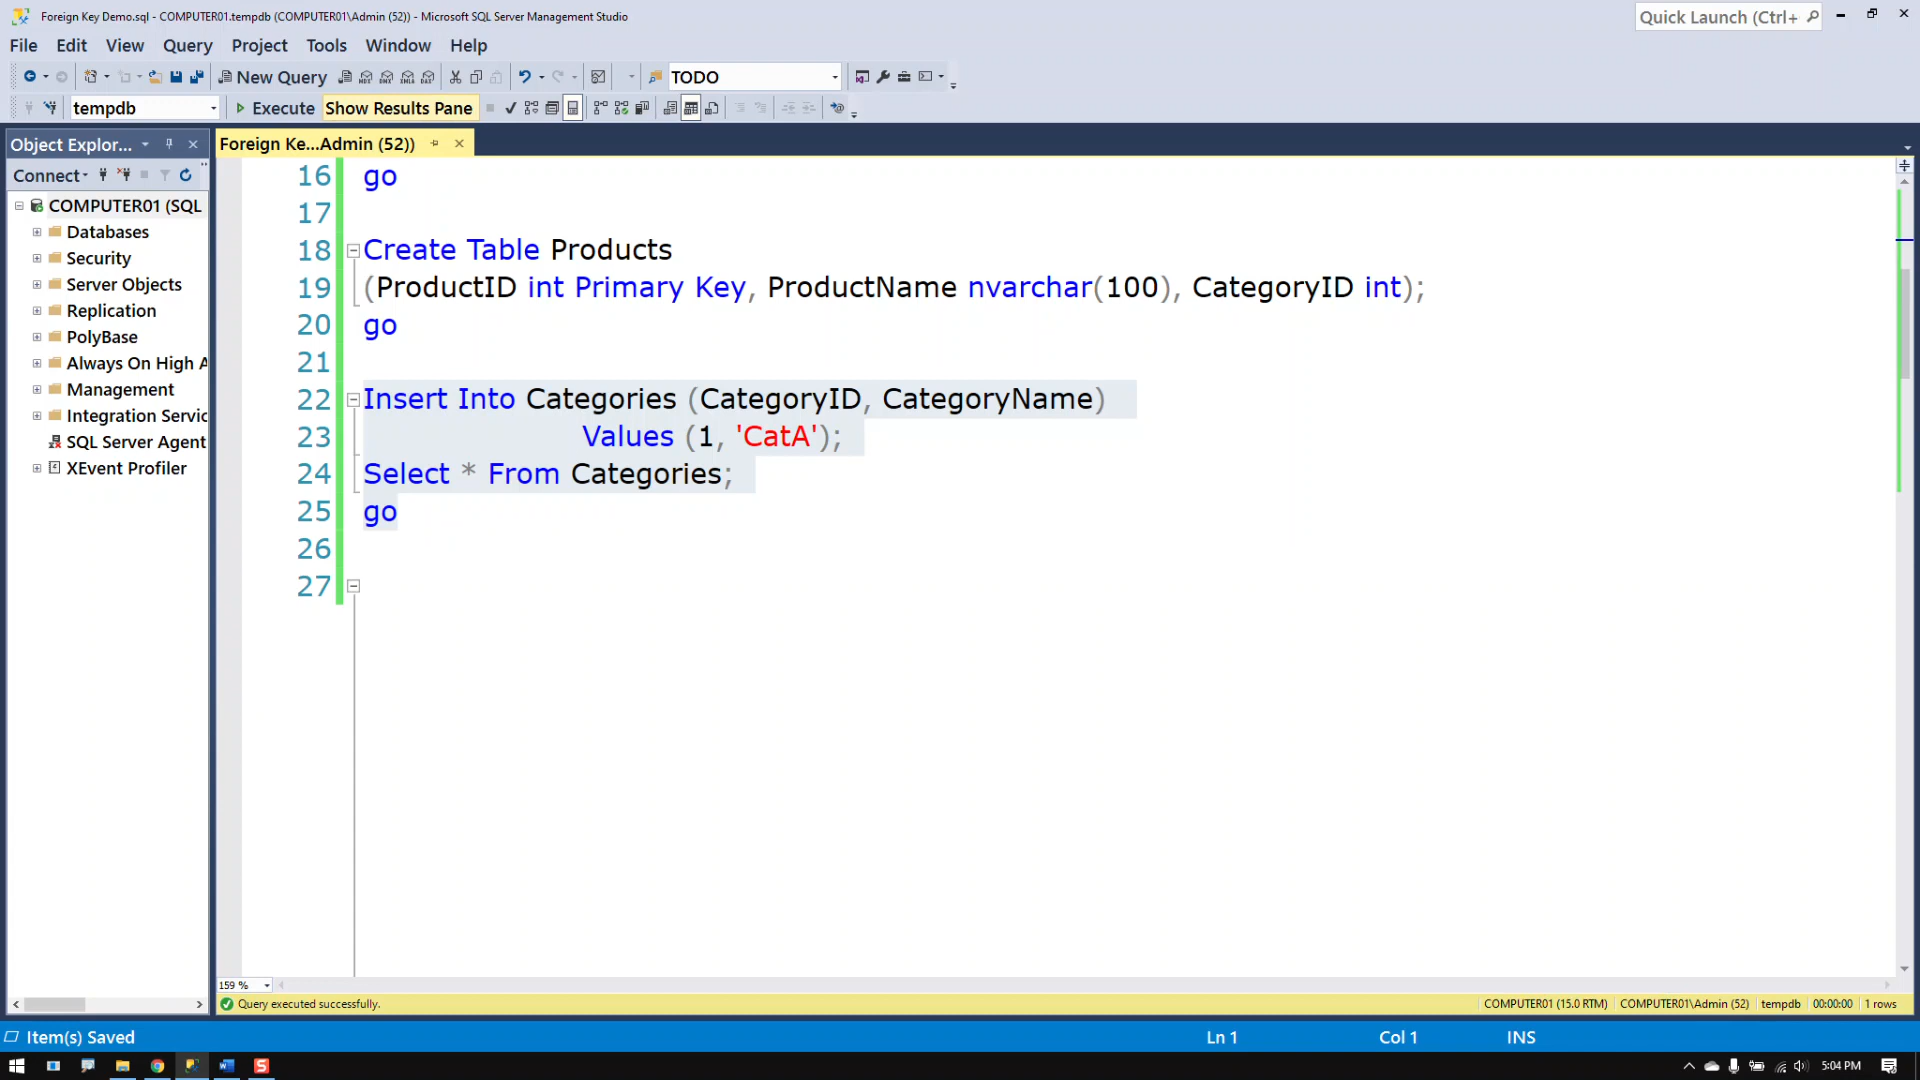 Foreign Key Demo.sql - COMPUTER01.tempdb (COMPUTER01\Admin (52)) - Microsoft SQL Server Management Studio
Quick Launch (Ctrl+
File Edit View Query Project Tools Window Help
New Query TODO
tempdb Execute Show Results Pane
Object Explor... Foreign Ke...Admin (52))
Connect
COMPUTER01 (SQL
Databases
Security
Server Objects
Replication
PolyBase
Always On High A
Management
Integration Servic
SQL Server Agent
XEvent Profiler
16 go
17
18 Create Table Products
19 (ProductID int Primary Key, ProductName nvarchar(100), CategoryID int);
20 go
21
22 Insert Into Categories (CategoryID, CategoryName)
23 Values (1, 'CatA');
24 Select * From Categories;
25 go
26
27
159 %
Query executed successfully. COMPUTER01 (15.0 RTM) COMPUTER01\Admin (52) tempdb 00:00:00 1 rows
Item(s) Saved Ln 1 Col 1 INS
5:04 PM